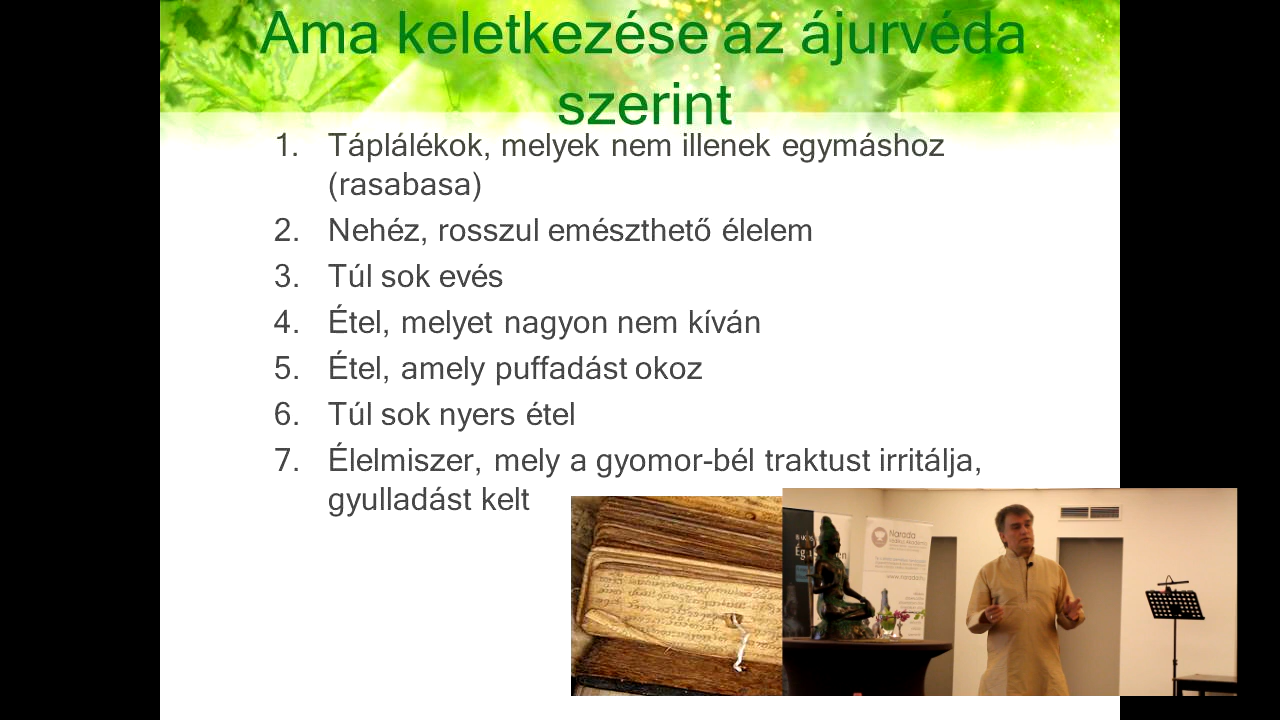 Ama keletkezése az ájurvéda
szerint
1. Táplálékok, melyek nem illenek egymáshoz
(rasabasa)
2. Nehéz, rosszul emészthető élelem
3. Túl sok evés
4. Étel, melyet nagyon nem kíván
5. Étel, amely puffadást okoz
6. Túl sok nyers étel
7. Élelmiszer, mely a gyomor-bél traktust irritálja,
gyulladást kelt
Narada